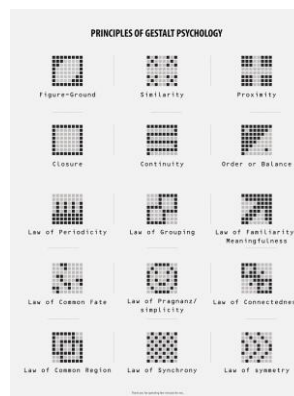 PRINCIPLES OF GESTALT PSYCHOLOGY
Figure-Ground
Similarity
Proximity
Closure
Continuity
Order or Balance
Law of Periodicity
Law of Grouping
Law of Familiarity
Meaningfulness
Law of Common Fate
Law of Pragnanz/
simplicity
Law of Connectednes
Law of Common Region
Law of Synchrony
Law of symmetry